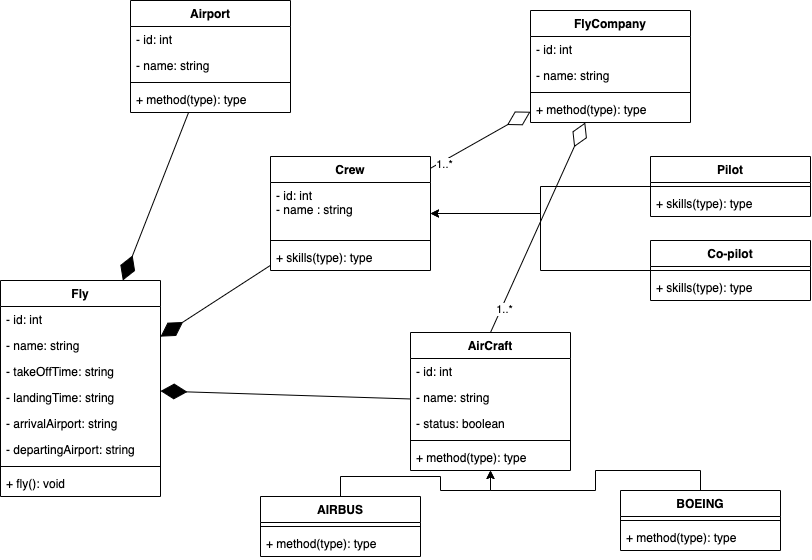 Airport
- id: int
- name: string
+ method(type): type
FlyCompany
- id: int
- name: string
+ method(type): type
1..*
Crew
- id: int
- name : string
+ skills(type): type
Pilot
+ skills(type): type
Co-pilot
+ skills(type): type
Fly
- id: int
- name: string
- takeOffTime: string
- landingTime: string
- arrivalAirport: string
- departingAirport: string
+ fly(): void
1..*
AirCraft
- id: int
- name: string
- status: boolean
+ method(type): type
AIRBUS
+ method(type): type
BOEING
+ method(type): type